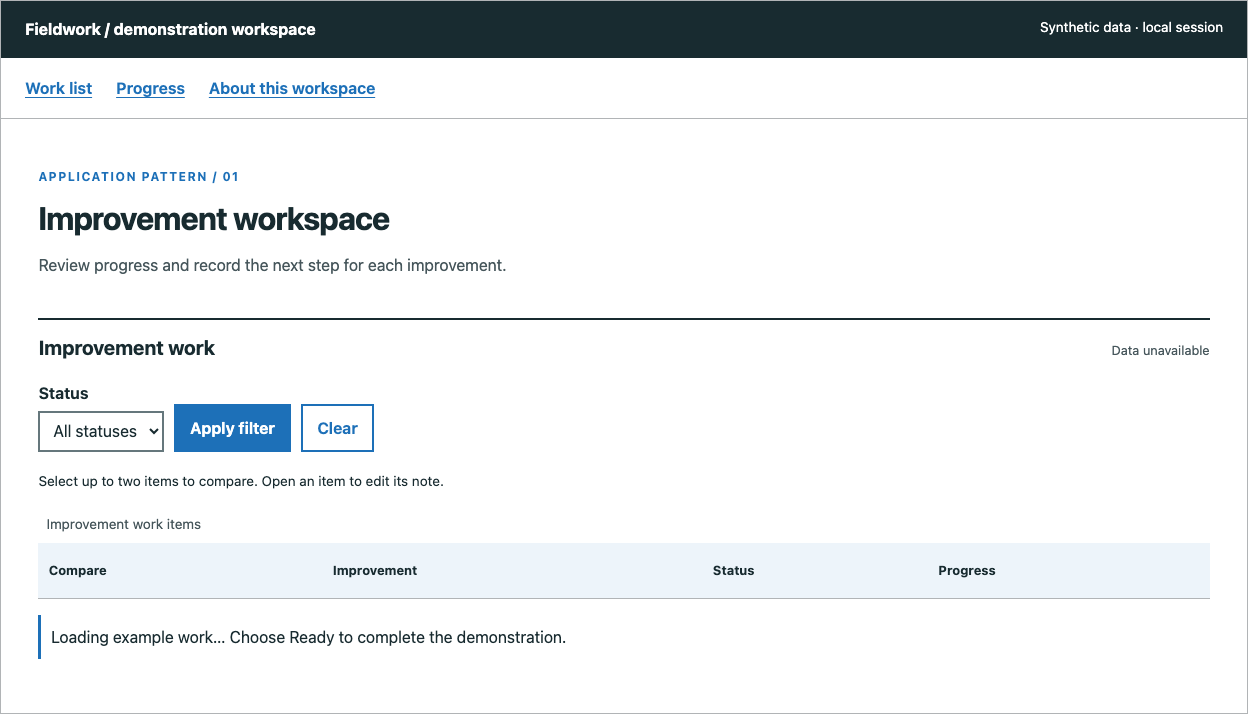 Fieldwork / demonstration workspace
Synthetic data · local session
Work list
Progress
About this workspace
APPLICATION PATTERN / 01
Improvement workspace
Review progress and record the next step for each improvement.
Improvement work
Data unavailable
Status
All statuses
Apply filter
Clear
Select up to two items to compare. Open an item to edit its note.
Improvement work items
Compare
Improvement
Status
Progress
Loading example work... Choose Ready to complete the demonstration.